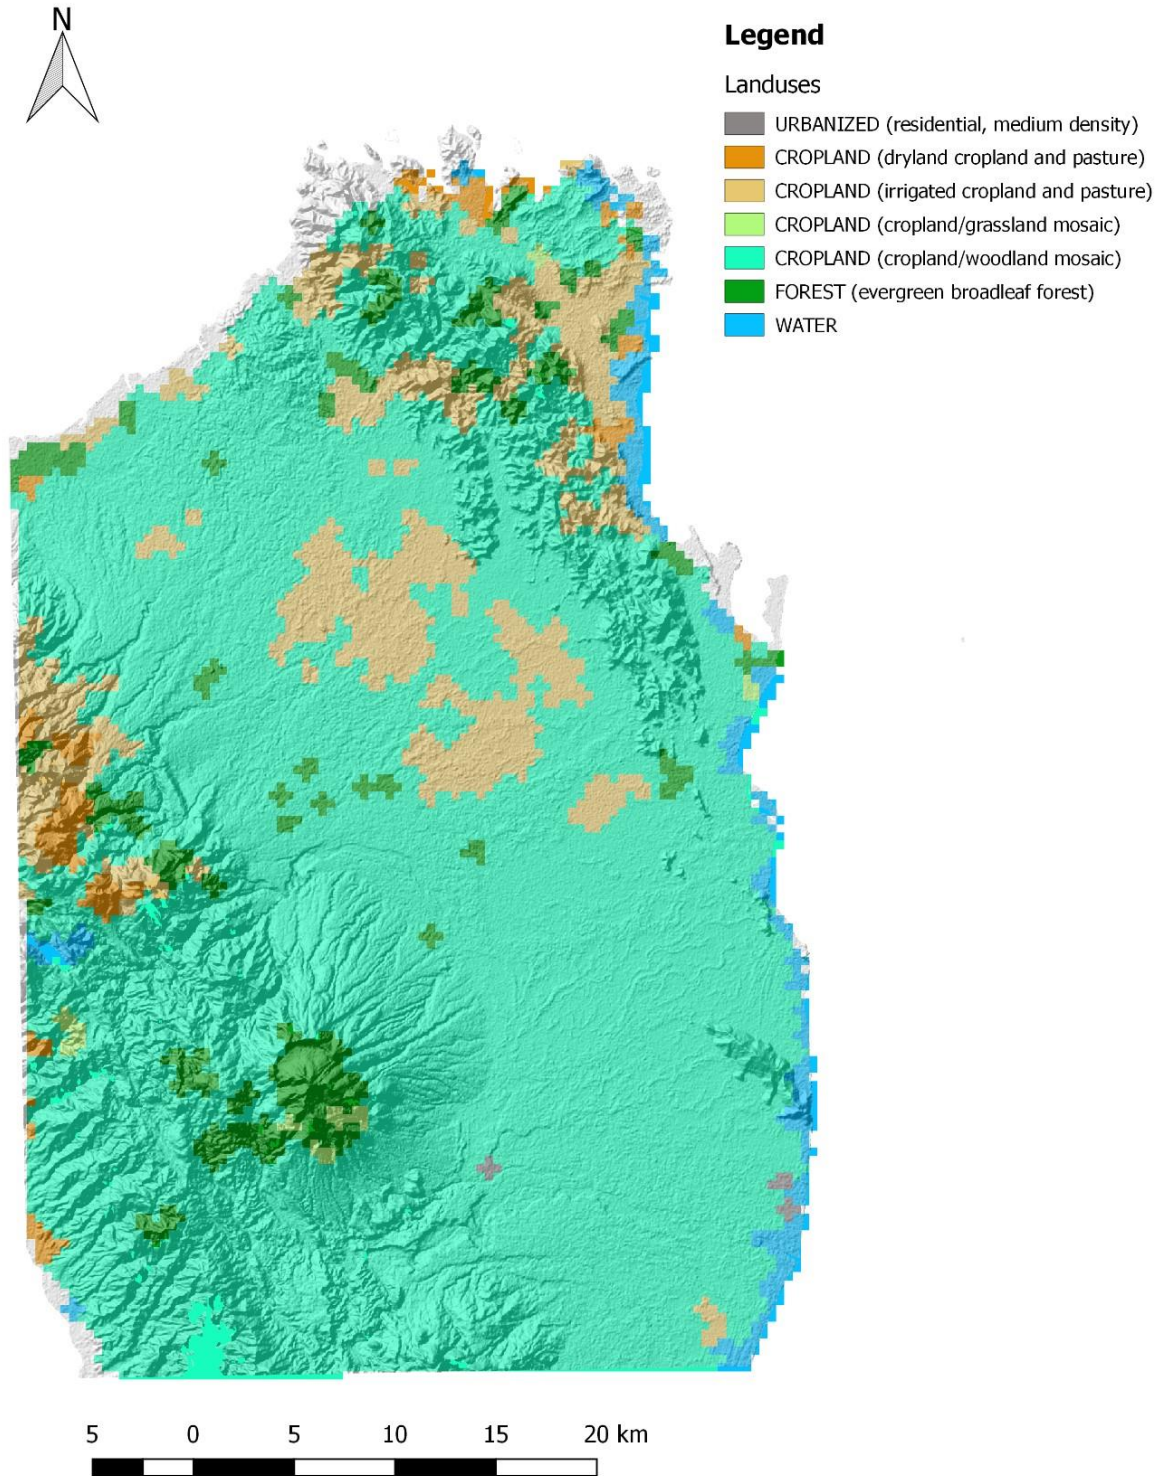 N
Legend
Landuses
URBANIZED (residential, medium density)
CROPLAND (dryland cropland and pasture)
CROPLAND (irrigated cropland and pasture)
CROPLAND (cropland/grassland mosaic)
CROPLAND (cropland/woodland mosaic)
FOREST (evergreen broadleaf forest)
WATER
5 0 5 10 15 20 km